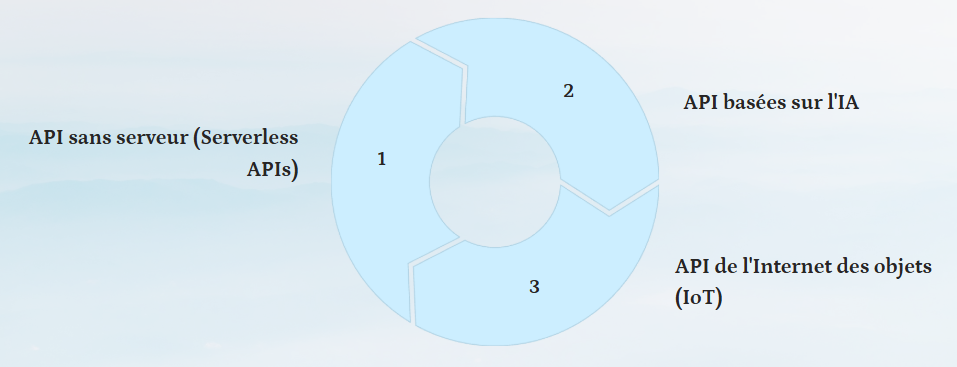 API sans serveur (Serverless
APIs)
1
2
API basées sur l'IA
3
API de l'Internet des objets
(IoT)